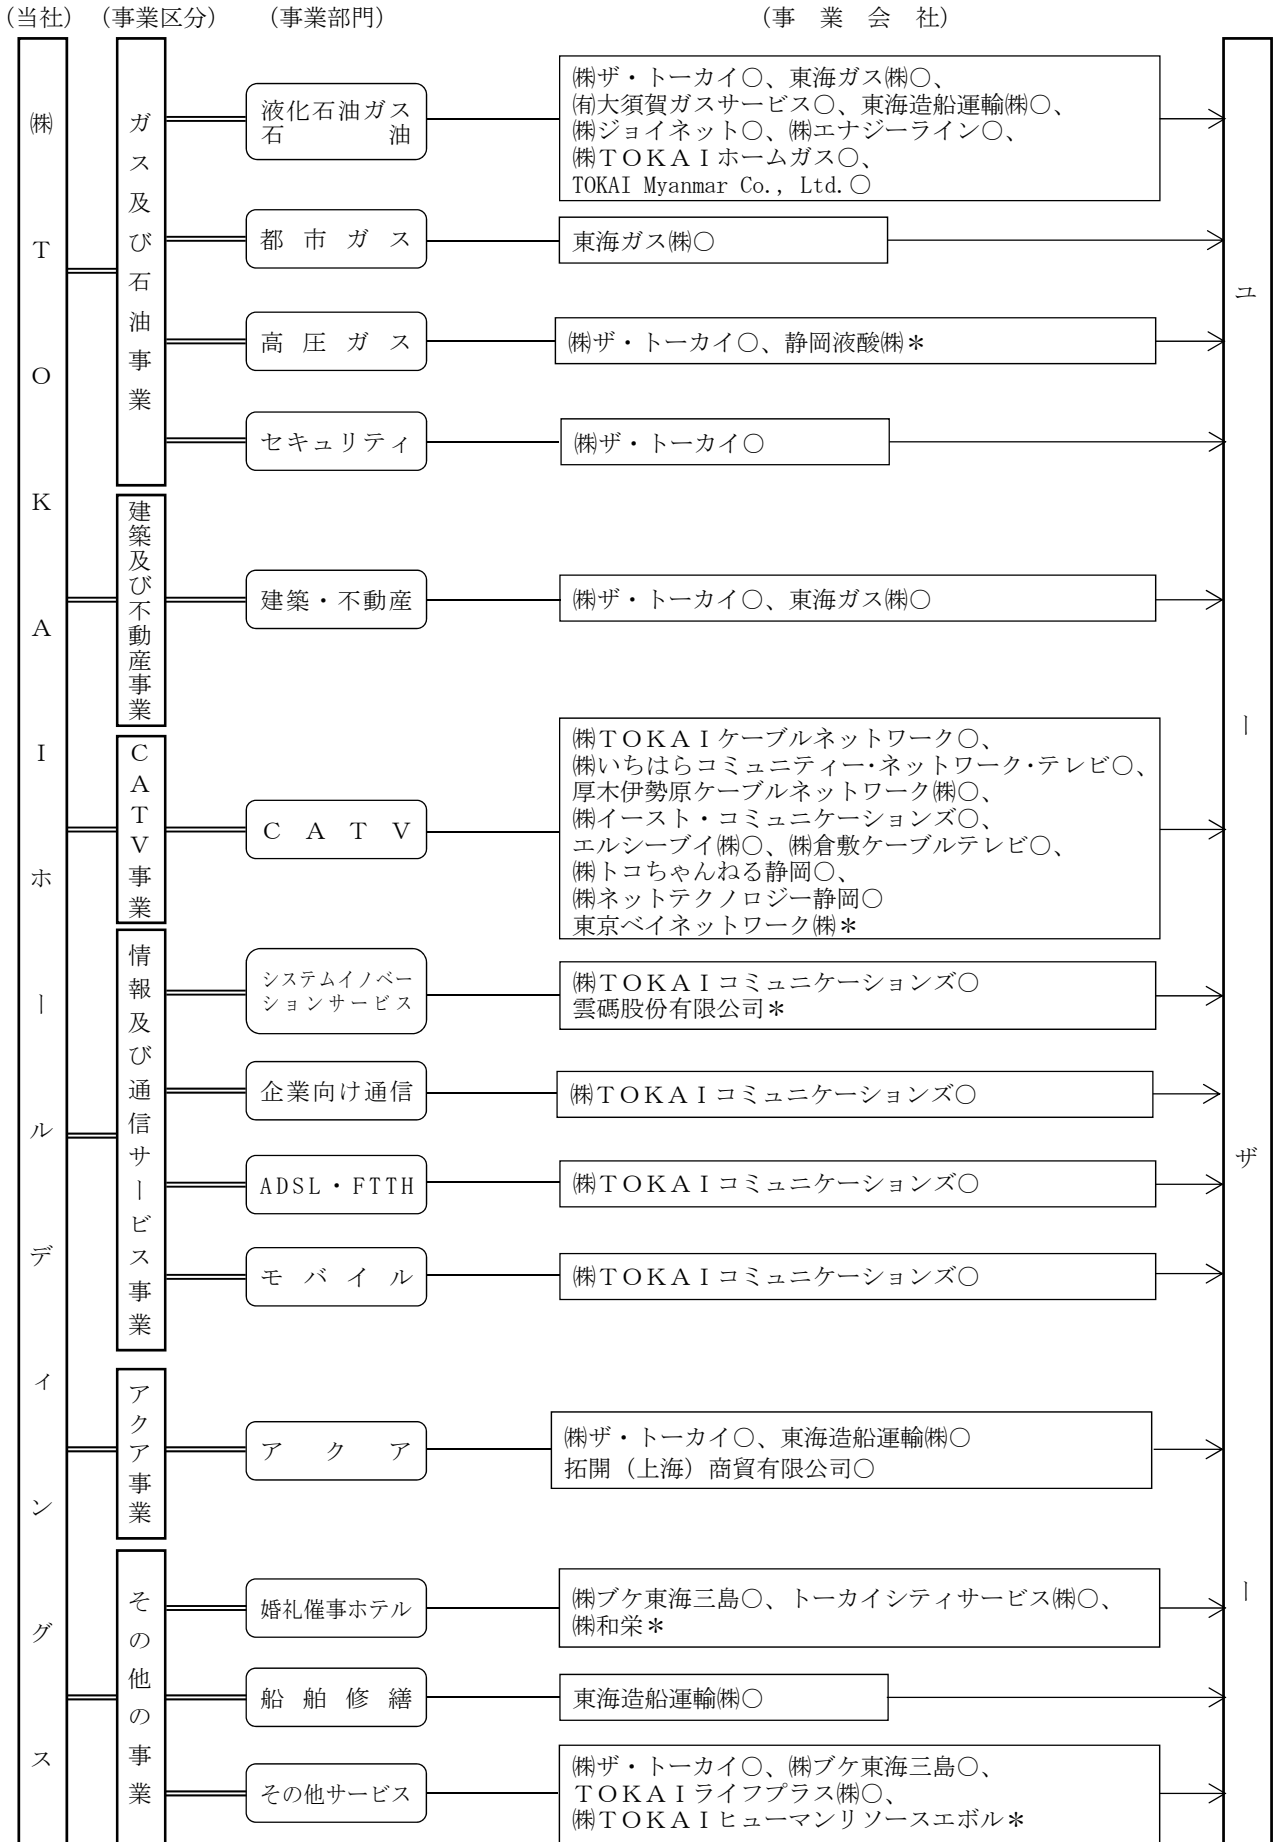 (当社) (事業区分) (事業部門) (事 業 会 社)
㈱TOKAIホールディングス
ガス及び石油事業
液化石油ガス
石　　　油
㈱ザ・トーカイ○、東海ガス㈱○、
㈲大須賀ガスサービス○、東海造船運輸㈱○、
㈱ジョイネット○、㈱エナジーライン○、
㈱TOKAIホームガス○、
TOKAI Myanmar Co., Ltd.○
都 市 ガ ス
東海ガス㈱○
高 圧 ガ ス
㈱ザ・トーカイ○、静岡液酸㈱＊
セキュリティ
㈱ザ・トーカイ○
建築及び不動産事業
建築・不動産
㈱ザ・トーカイ○、東海ガス㈱○
CATV事業
C A T V
㈱TOKAIケーブルネットワーク○、
㈱いちはらコミュニティー・ネットワーク・テレビ○、
厚木伊勢原ケーブルネットワーク㈱○、
㈱イースト・コミュニケーションズ○、
エルシーブイ㈱○、㈱倉敷ケーブルテレビ○、
㈱トコちゃんねる静岡○、
㈱ネットテクノロジー静岡○
東京ベイネットワーク㈱＊
情報及び通信サービス事業
システムイノベー
ションサービス
㈱TOKAIコミュニケーションズ○
雲碼股份有限公司＊
企業向け通信
㈱TOKAIコミュニケーションズ○
ADSL・FTTH
㈱TOKAIコミュニケーションズ○
モ バ イ ル
㈱TOKAIコミュニケーションズ○
アクア事業
ア ク ア
㈱ザ・トーカイ○、東海造船運輸㈱○
拓開（上海）商貿有限公司○
その他の事業
婚礼催事ホテル
㈱ブケ東海三島○、トーカイシティサービス㈱○、
㈱和栄＊
船 舶 修 繕
東海造船運輸㈱○
その他サービス
㈱ザ・トーカイ○、㈱ブケ東海三島○、
TOKAIライフプラス㈱○、
㈱TOKAIヒューマンリソースエボル＊
ユーザー